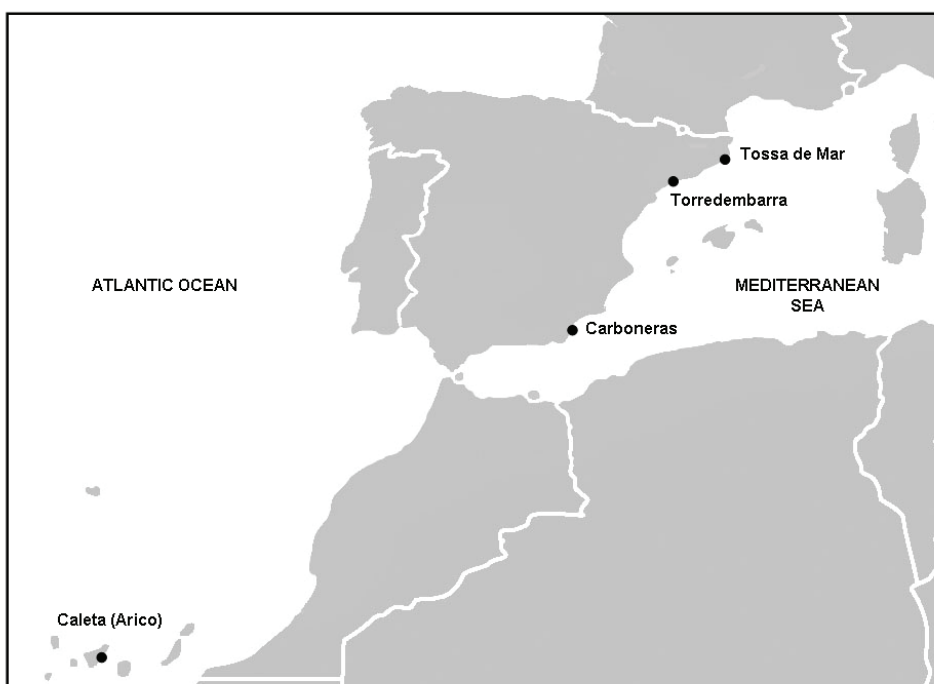 Tossa de Mar
Torredembarra
ATLANTIC OCEAN
MEDITERRANEAN
SEA
Carboneras
Caleta (Arico)